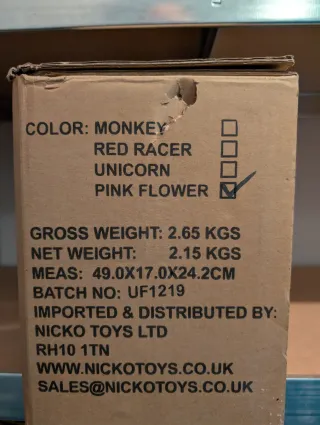 COLOR: MONKEY
RED RACER
UNICORN
PINK FLOWER
GROSS WEIGHT: 2.65 KGS
NET WEIGHT: 2.15 KGS
MEAS: 49.0X17.0X24.2CM
BATCH NO: UF1219
IMPORTED & DISTRIBUTED BY:
NICKO TOYS LTD
RH10 1TN
WWW.NICKOTOYS.CO.UK
SALES@NICKOTOYS.CO.UK